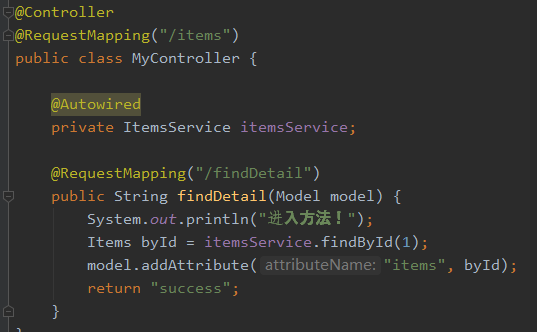 @Controller
@RequestMapping("/items")
public class MyController {
@Autowired
private ItemsService itemsService;
@RequestMapping("/findDetail")
public String findDetail(Model model) {
System.out.println("进入方法！");
Items byId = itemsService.findById(1);
model.addAttribute( attributeName: "items", byId);
return "success";
}
}